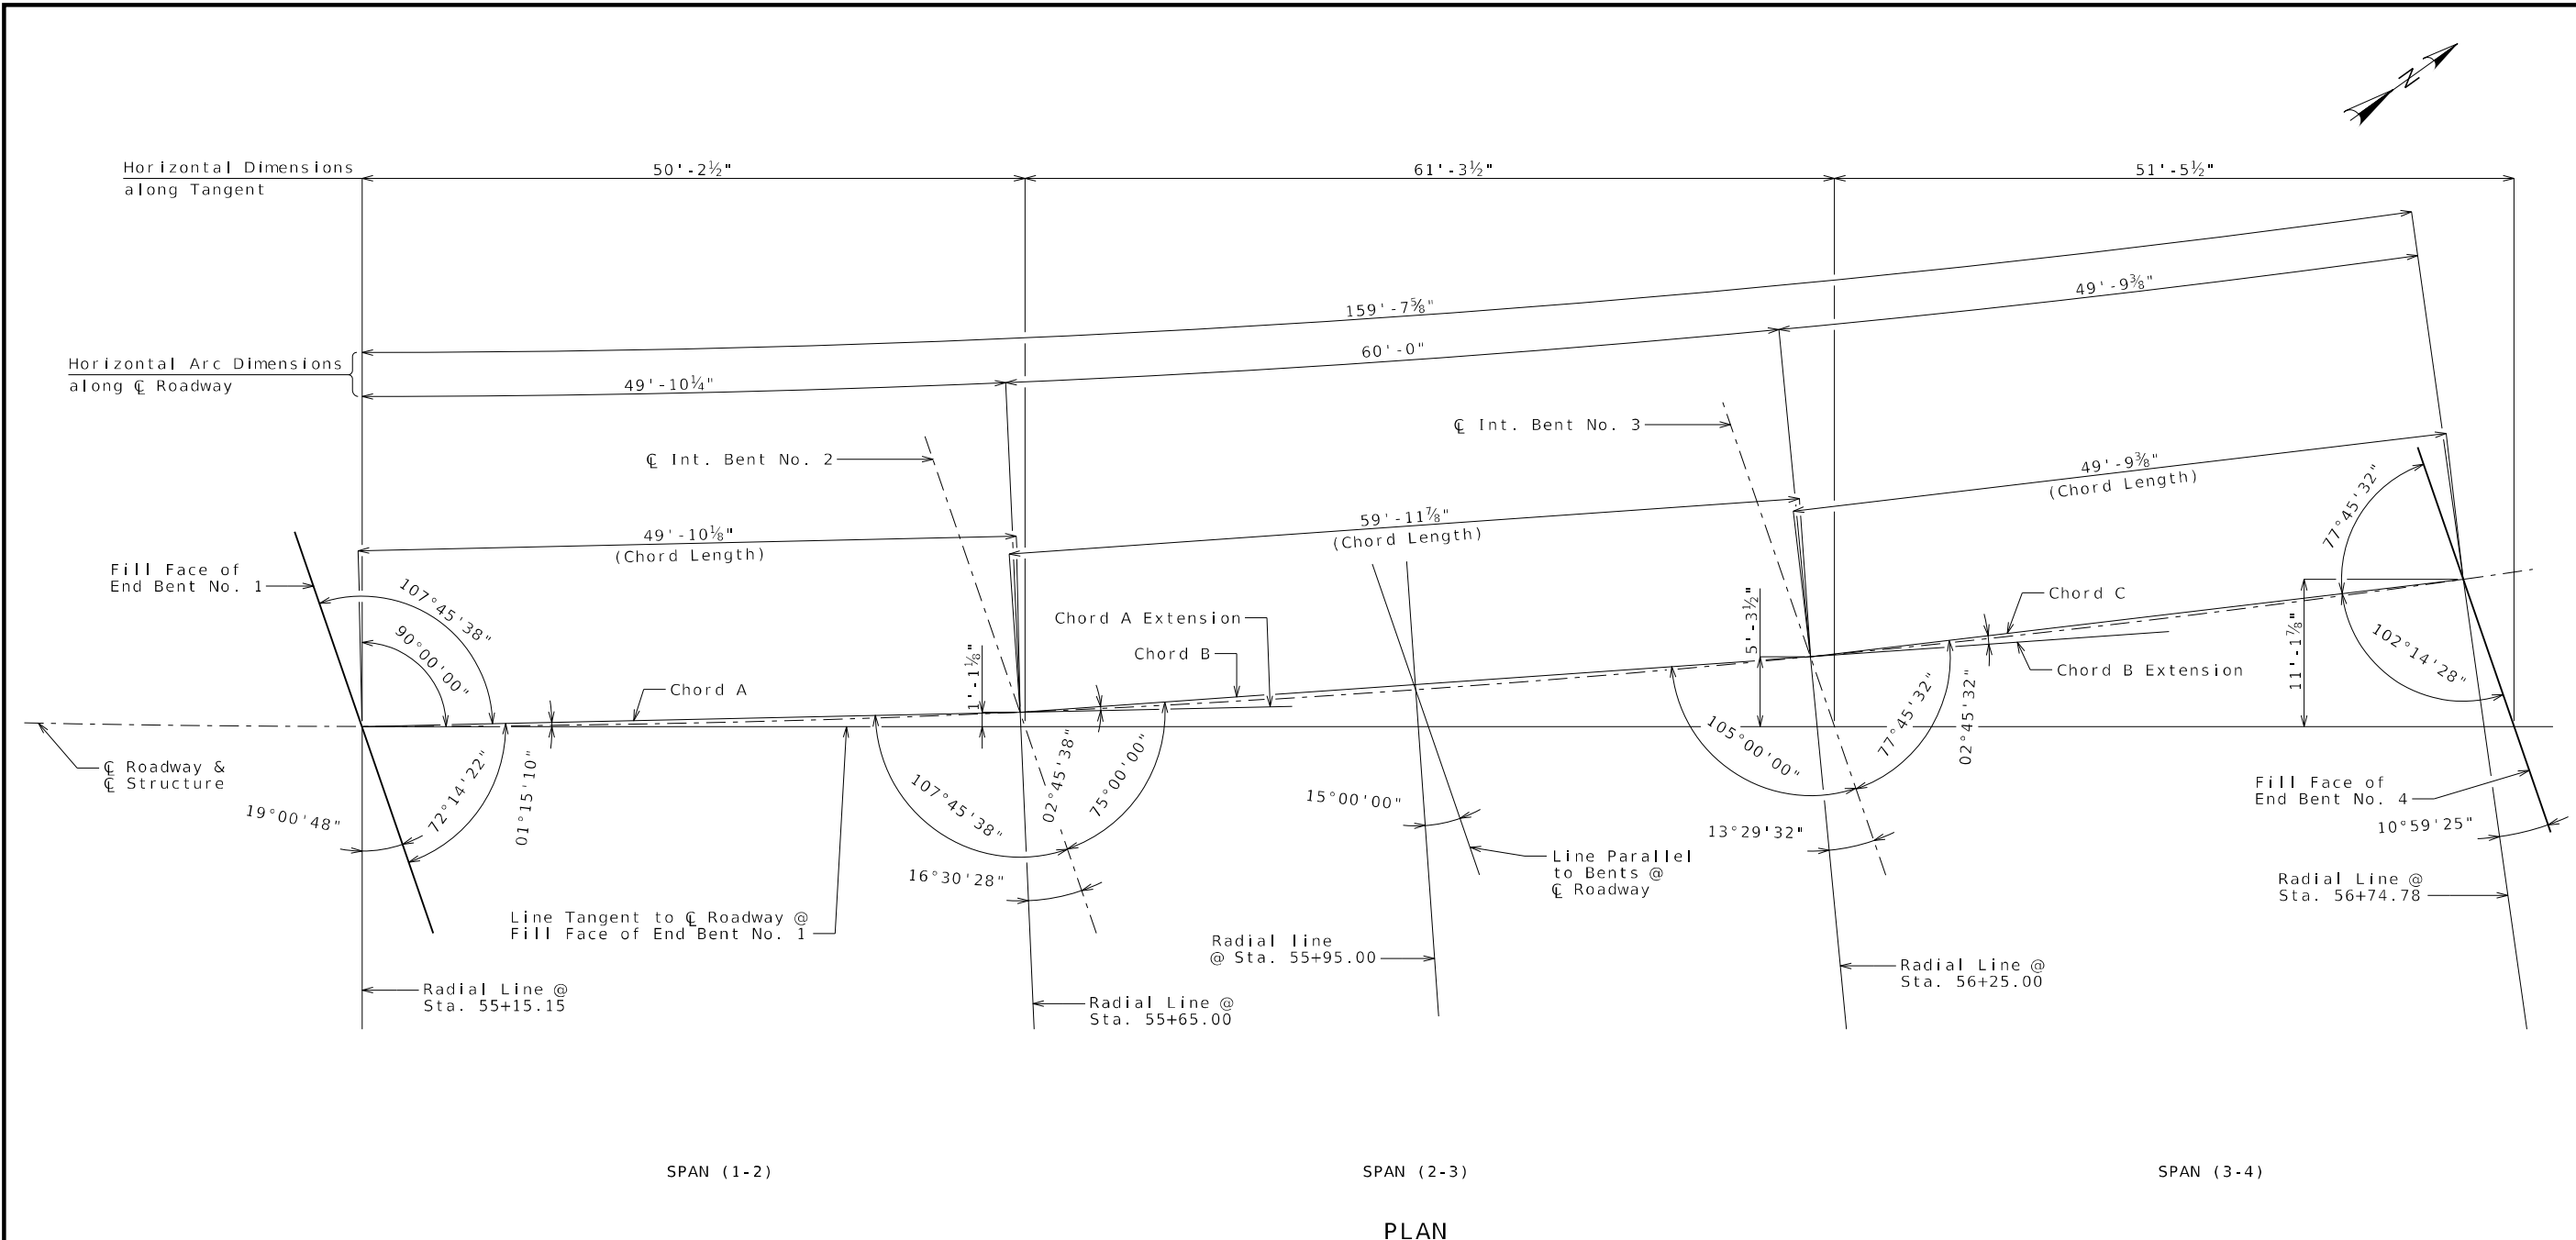 N
Horizontal Dimensions
along Tangent
50'-2½"
61'-3½"
51'-5½"
159'-7⅝"
49'-9⅜"
60'-0"
Horizontal Arc Dimensions
along ℄ Roadway
49'-10¼"
℄ Int. Bent No. 3
℄ Int. Bent No. 2
49'-9⅜"
(Chord Length)
77°45'32"
59'-11⅞"
(Chord Length)
49'-10⅛"
(Chord Length)
Fill Face of
End Bent No. 1
107°45'38"
90°00'00"
Chord A Extension
Chord B
5'-3½"
Chord C
1'-1⅛"
Chord A
Chord B Extension
11'-1⅞"
102°14'28"
℄ Roadway &
℄ Structure
19°00'48"
72°14'22"
01°15'10"
107°45'38"
02°45'38"
75°00'00"
16°30'28"
15°00'00"
105°00'00"
77°45'32"
02°45'32"
13°29'32"
Fill Face of
End Bent No. 4
10°59'25"
Line Parallel
to Bents @
℄ Roadway
Radial Line @
Sta. 56+74.78
Line Tangent to ℄ Roadway @
Fill Face of End Bent No. 1
Radial line
@ Sta. 55+95.00
Radial Line @
Sta. 56+25.00
Radial Line @
Sta. 55+15.15
Radial Line @
Sta. 55+65.00
SPAN (1-2)
SPAN (2-3)
SPAN (3-4)
PLAN